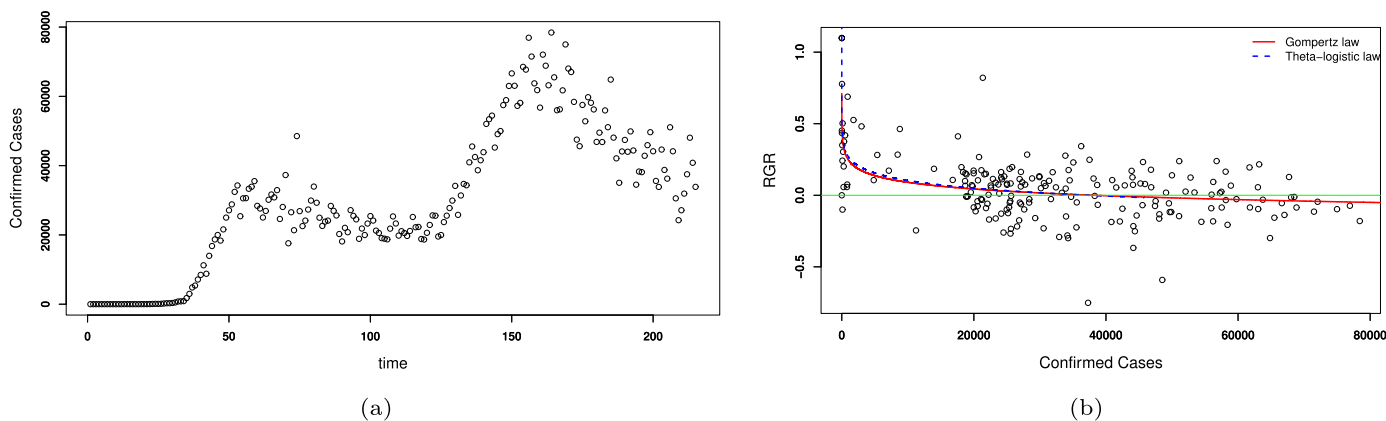 Confirmed Cases
0
20000
40000
60000
80000
0
50
100
150
200
time
(a)
RGR
−0.5
0.0
0.5
1.0
Gompertz law
Theta−logistic law
0
20000
40000
60000
80000
Confirmed Cases
(b)